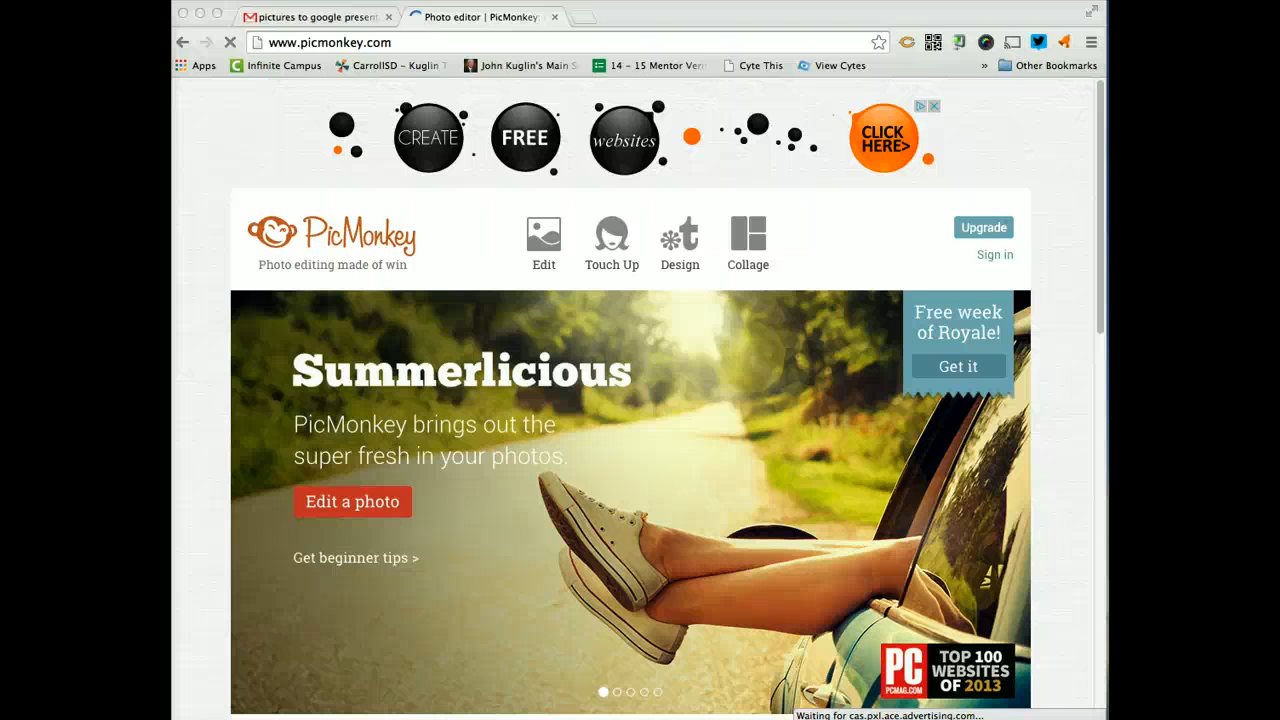 pictures to google present
Photo editor | PicMonkey:
www.picmonkey.com
Apps
Infinite Campus
CarrollISD – Kuglin T
John Kuglin's Main S
14 – 15 Mentor Ver
Cyte This
View Cytes
»
Other Bookmarks
CREATE
FREE
websites
CLICK
HERE>
PicMonkey
Photo editing made of win
Edit
Touch Up
Design
Collage
Upgrade
Sign in
Free week
of Royale!
Get it
Summerlicious
PicMonkey brings out the
super fresh in your photos.
Edit a photo
Get beginner tips >
PC
PCMAG.COM
TOP 100
WEBSITES
OF 2013
Waiting for cas.pxl.ace.advertising.com...